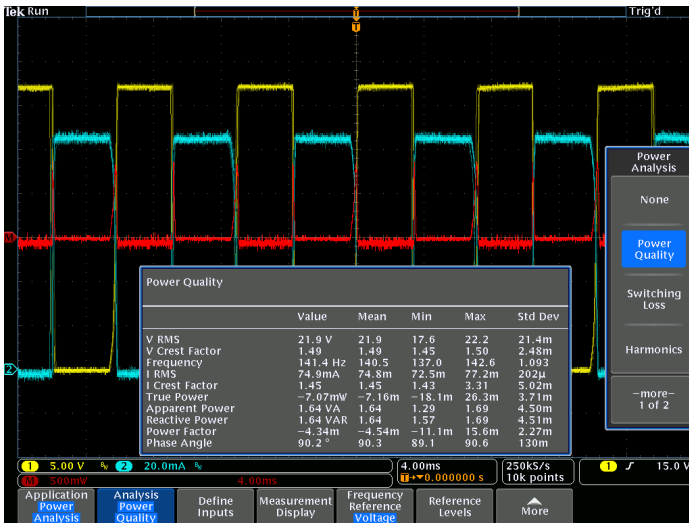 Tek Run Trig'd
T
T
M
2
Power
Analysis
None
Power
Quality
Switching
Loss
Harmonics
—more—
1 of 2
Power Quality
Value Mean Min Max Std Dev
V RMS 21.9 V 21.9 17.6 22.2 21.4m
V Crest Factor 1.49 1.49 1.45 1.50 2.48m
Frequency 141.4 Hz 140.5 137.0 142.6 1.093
I RMS 74.9mA 74.8m 72.5m 77.2m 202µ
I Crest Factor 1.45 1.45 1.43 3.31 5.02m
True Power −7.07mW −7.16m −18.1m 26.3m 3.71m
Apparent Power 1.64 VA 1.64 1.29 1.69 4.50m
Reactive Power 1.64 VAR 1.64 1.57 1.69 4.51m
Power Factor −4.34m −4.54m −11.1m 15.6m 2.27m
Phase Angle 90.2 ° 90.3 89.1 90.6 130m
1 5.00 V BW 2 20.0mA BW 4.00ms 250kS/s 1 ∫ 15.0 V
M 500mW 4.00ms T→▼0.000000 s 10k points
Application
Power
Analysis
Analysis
Power
Quality
Define
Inputs
Measurement
Display
Frequency
Reference
Voltage
Reference
Levels
More